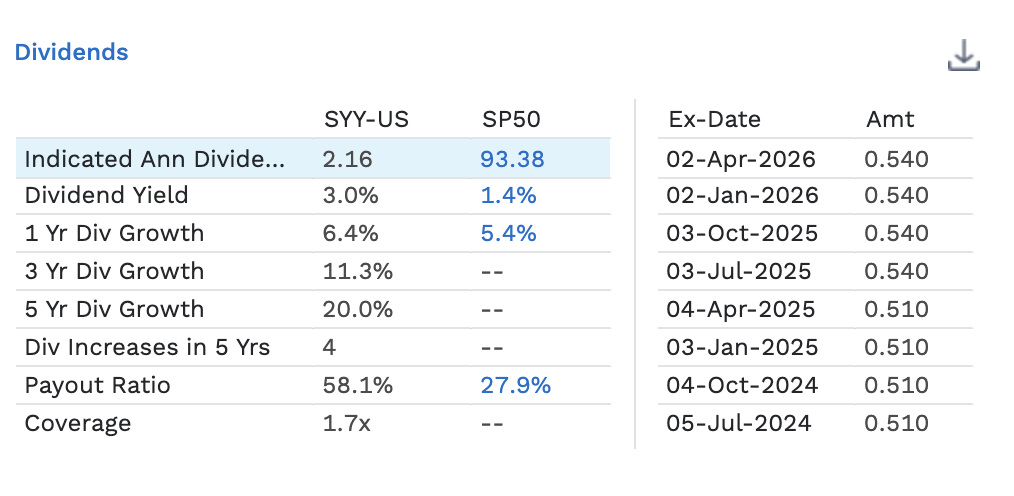 Dividends
SYY-US SP50 Ex-Date Amt
Indicated Ann Divide... 2.16 93.38 02-Apr-2026 0.540
Dividend Yield 3.0% 1.4% 02-Jan-2026 0.540
1 Yr Div Growth 6.4% 5.4% 03-Oct-2025 0.540
3 Yr Div Growth 11.3% -- 03-Jul-2025 0.540
5 Yr Div Growth 20.0% -- 04-Apr-2025 0.510
Div Increases in 5 Yrs 4 -- 03-Jan-2025 0.510
Payout Ratio 58.1% 27.9% 04-Oct-2024 0.510
Coverage 1.7x -- 05-Jul-2024 0.510